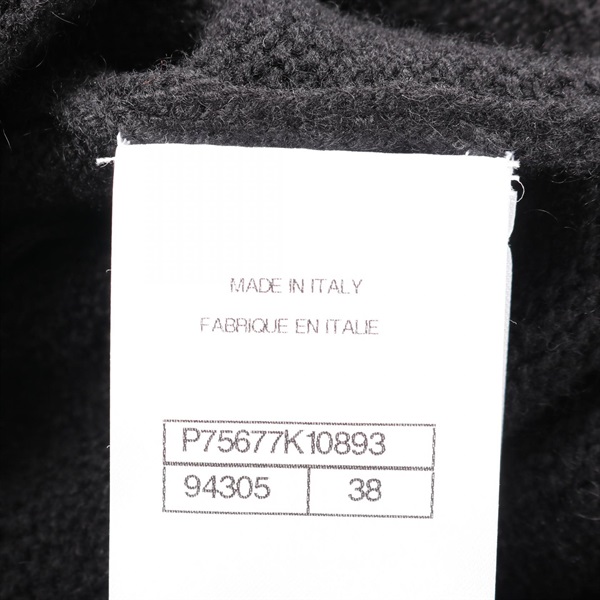 MADE IN ITALY
FABRIQUE EN ITALIE
P75677K10893
94305 38